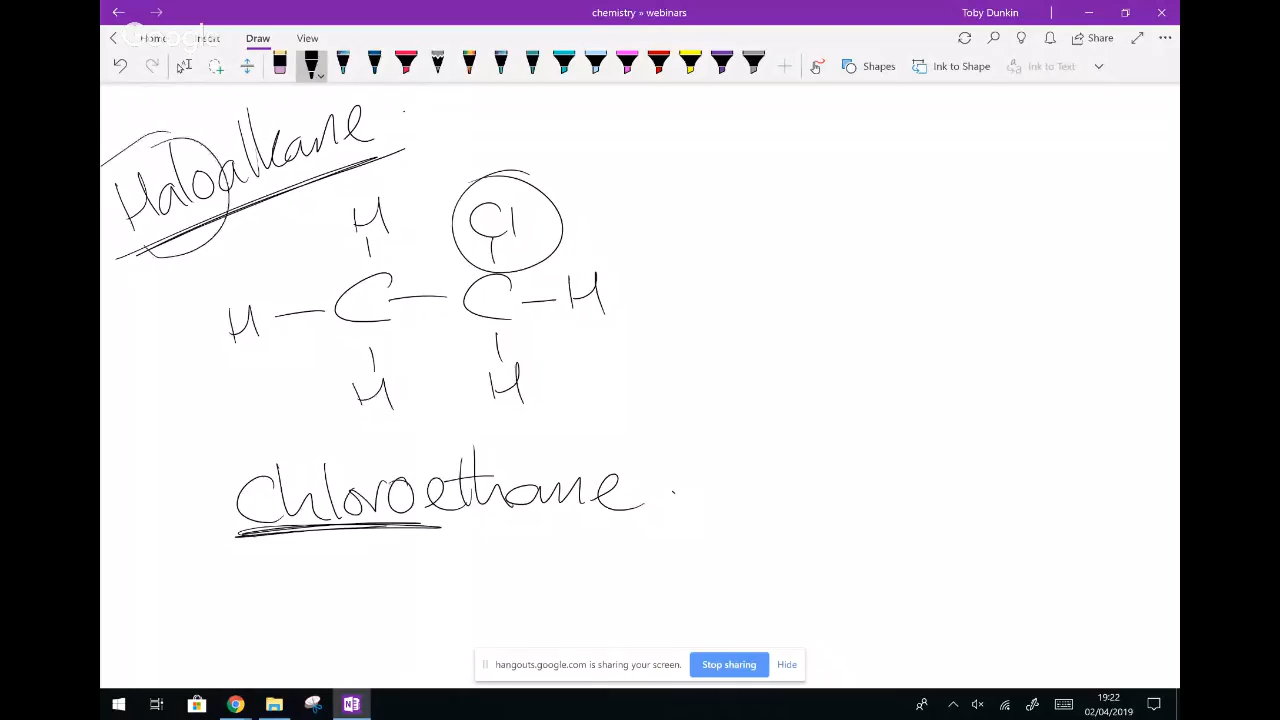 chemistry » webinars
Toby Dunkin
Google
Home
Insert
Draw
View
Share
Shapes
Ink to Shape
Ink to Text
Haloalkane
H Cl
H C C H
H H
Chloroethane.
hangouts.google.com is sharing your screen.
Stop sharing
Hide
19:22
02/04/2019